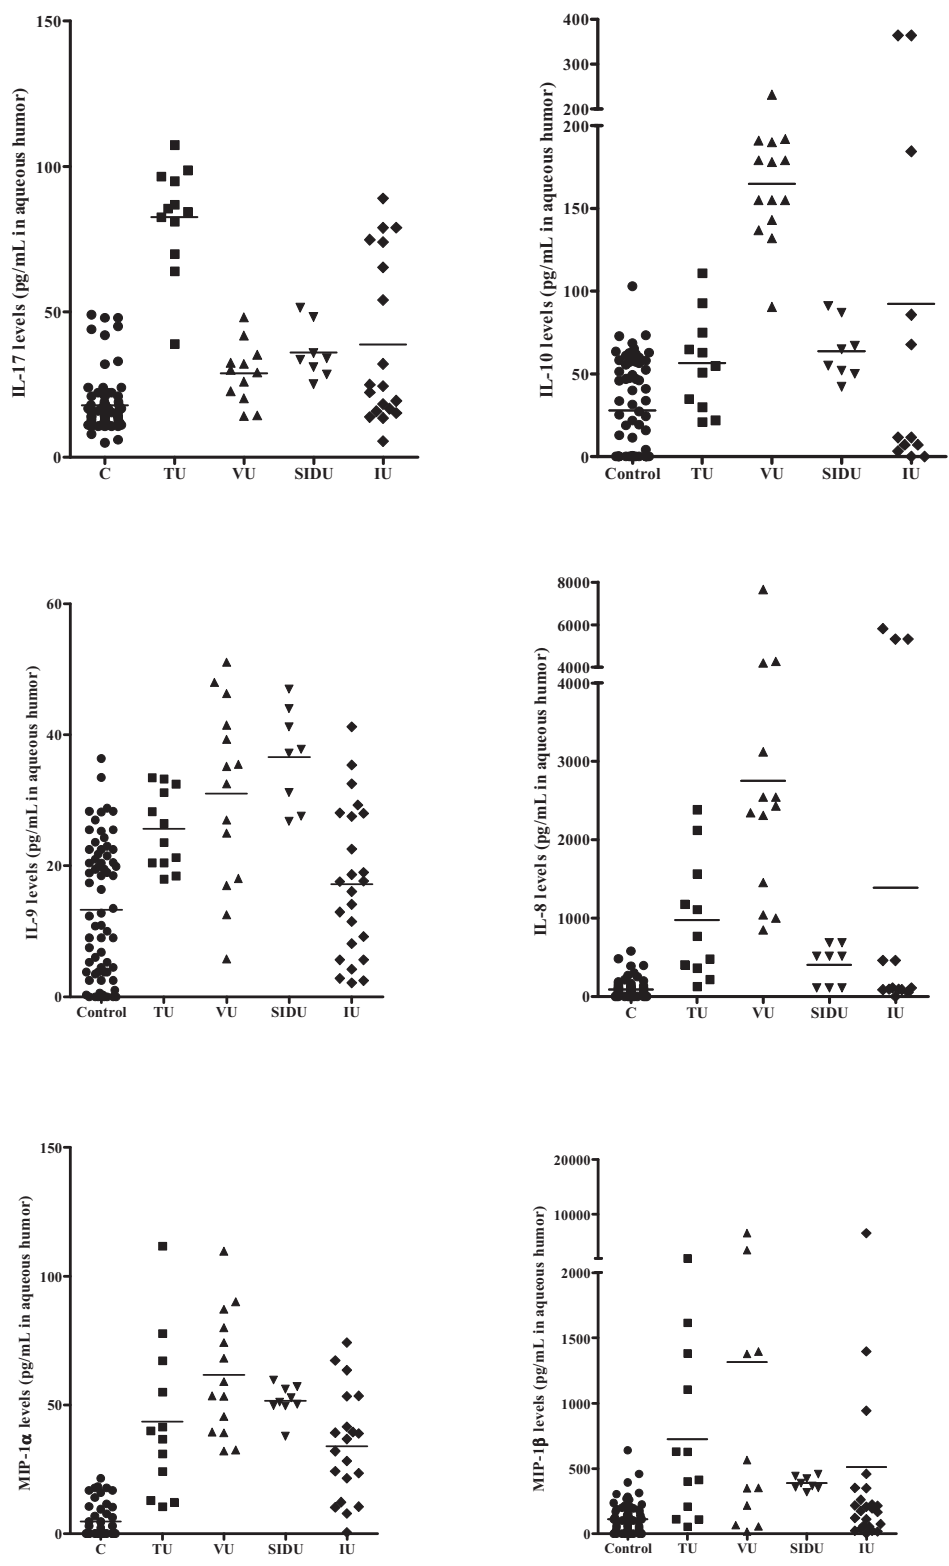 IL-17 levels (pg/mL in aqueous humor)
150
100
50
0
C TU VU SIDU IU
IL-10 levels (pg/mL in aqueous humor)
400
300
200
200
150
100
50
0
Control TU VU SIDU IU
IL-9 levels (pg/mL in aqueous humor)
60
40
20
0
Control TU VU SIDU IU
IL-8 levels (pg/mL in aqueous humor)
8000
6000
4000
4000
3000
2000
1000
0
C TU VU SIDU IU
MIP-1α levels (pg/mL in aqueous humor)
150
100
50
0
C TU VU SIDU IU
MIP-1β levels (pg/mL in aqueous humor)
20000
10000
2000
1500
1000
500
0
Control TU VU SIDU IU